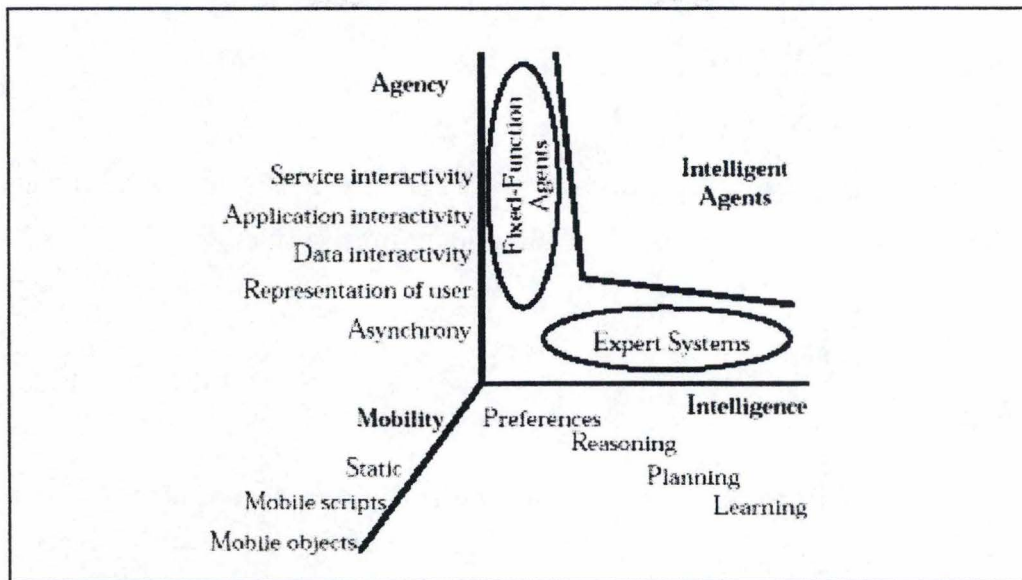 Agency
Service interactivity
Application interactivity
Data interactivity
Representation of user
Asynchrony
Fixed-Function
Agents
Intelligent
Agents
Expert Systems
Intelligence
Mobility
Static
Mobile scripts
Mobile objects
Preferences
Reasoning
Planning
Learning